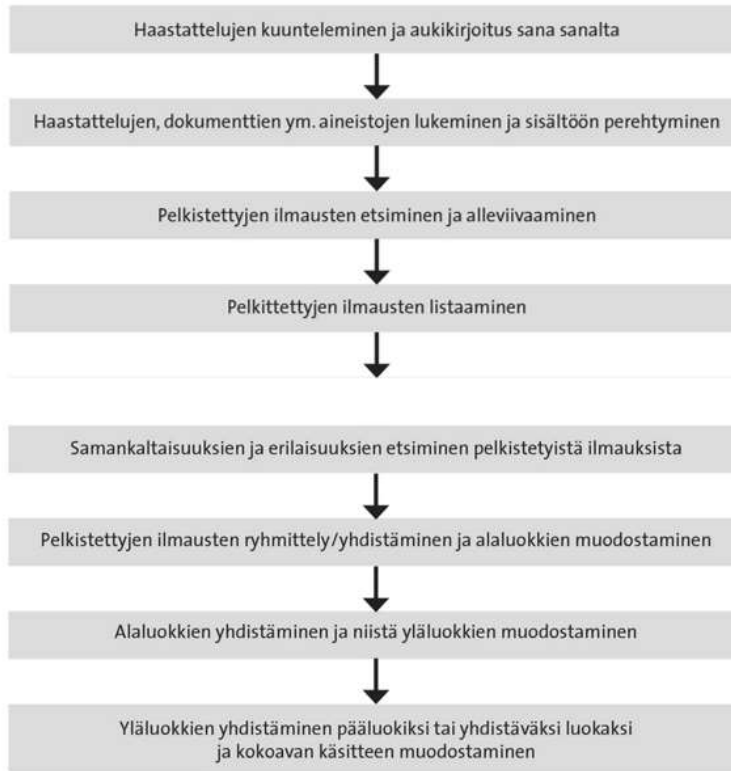 Haastattelujen kuunteleminen ja aukikirjoitus sana sanalta
Haastattelujen, dokumenttien ym. aineistojen lukeminen ja sisältöön perehtyminen
Pelkistettyjen ilmausten etsiminen ja alleviivaaminen
Pelkittettyjen ilmausten listaaminen
Samankaltaisuuksien ja erilaisuuksien etsiminen pelkistetyistä ilmauksista
Pelkistettyjen ilmausten ryhmittely/yhdistäminen ja alaluokkien muodostaminen
Alaluokkien yhdistäminen ja niistä yläluokkien muodostaminen
Yläluokkien yhdistäminen pääluokiksi tai yhdistäväksi luokaksi
ja kokoavan käsitteen muodostaminen